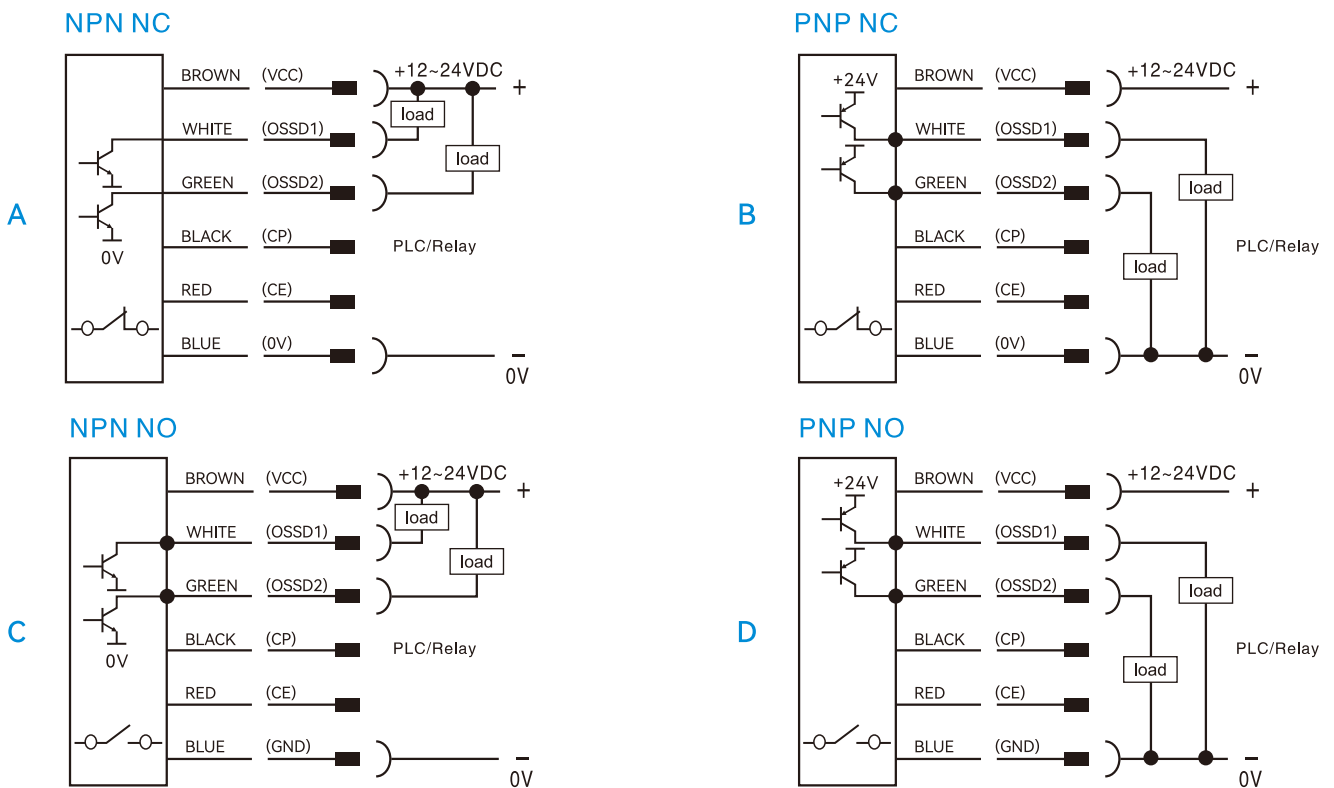 NPN NC
BROWN (VCC) +12~24VDC +
load
WHITE (OSSD1)
load
GREEN (OSSD2)
A
0V
BLACK (CP) PLC/Relay
RED (CE)
BLUE (0V) −
0V
PNP NC
+24V BROWN (VCC) +12~24VDC +
WHITE (OSSD1)
load
GREEN (OSSD2)
B
BLACK (CP) PLC/Relay
load
RED (CE)
BLUE (0V) −
0V
NPN NO
BROWN (VCC) +12~24VDC +
load
WHITE (OSSD1)
load
GREEN (OSSD2)
C
0V
BLACK (CP) PLC/Relay
RED (CE)
BLUE (GND) −
0V
PNP NO
+24V BROWN (VCC) +12~24VDC +
WHITE (OSSD1)
load
GREEN (OSSD2)
D
BLACK (CP) PLC/Relay
load
RED (CE)
BLUE (GND) −
0V